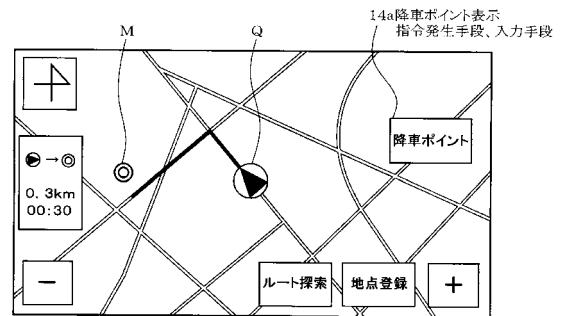 14a降車ポイント表示
指令発生手段、入力手段
M
Q
降車ポイント
→
0.3km
00:30
−
ルート探索
地点登録
+